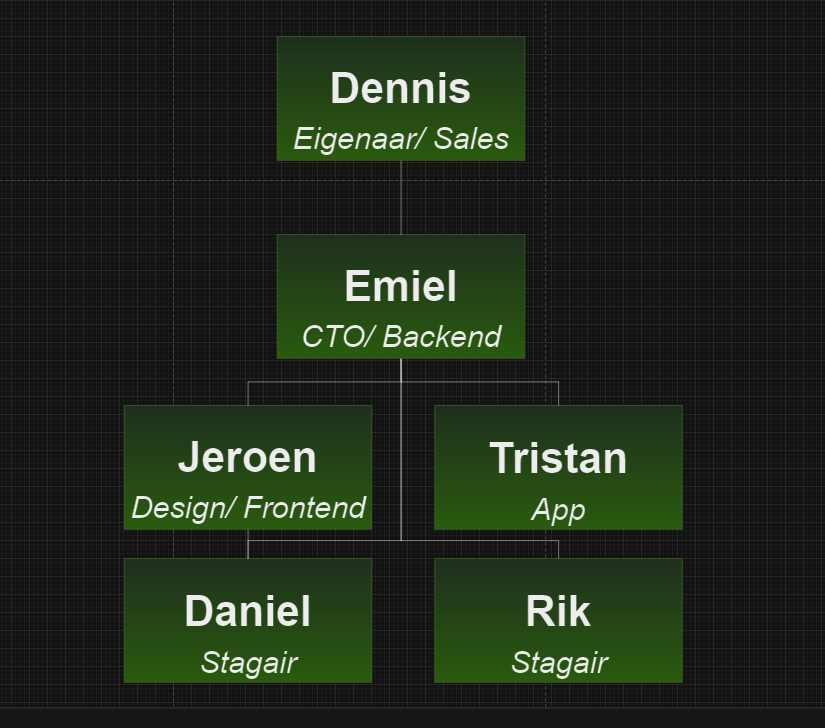 Dennis
Eigenaar/ Sales
Emiel
CTO/ Backend
Jeroen
Design/ Frontend
Tristan
App
Daniel
Stagair
Rik
Stagair